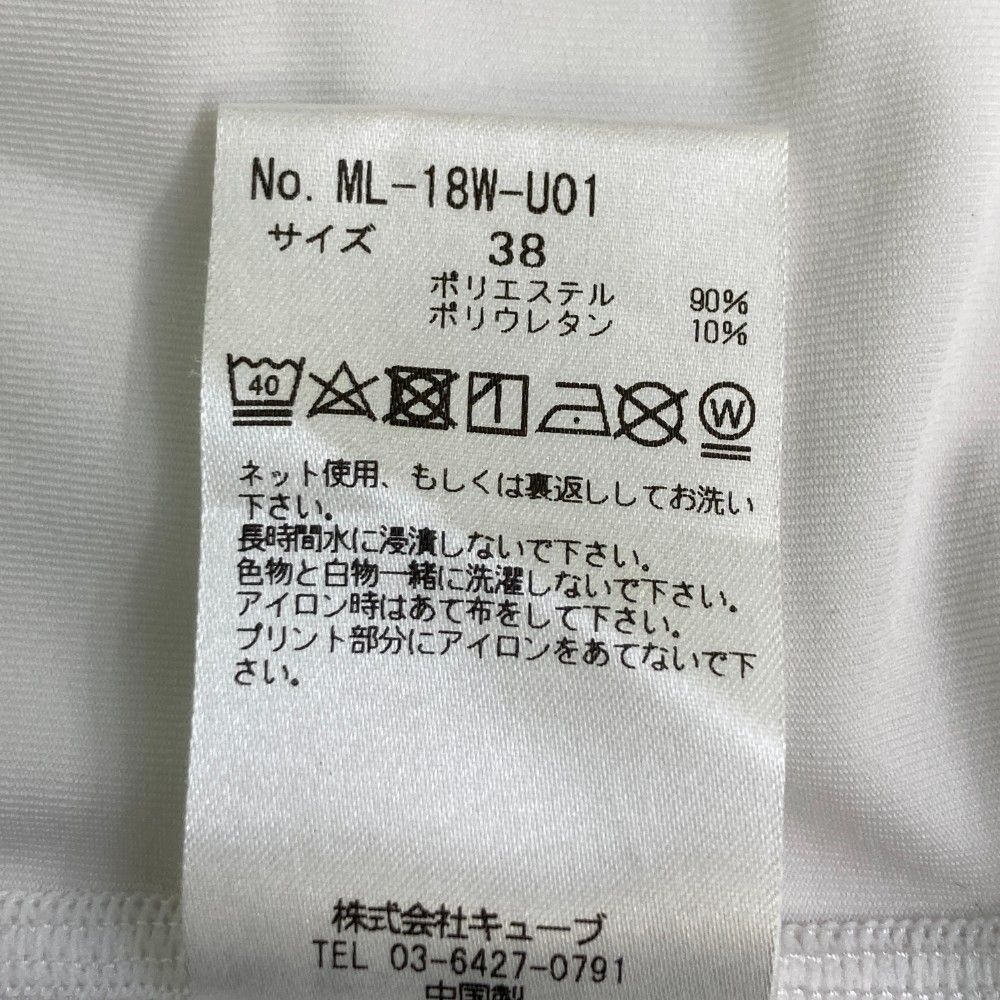 No. ML-18W-U01
サイズ 38
ポリエステル 90%
ポリウレタン 10%
40 W
ネット使用、もしくは裏返ししてお洗い
下さい。
長時間水に浸漬しないで下さい。
色物と白物一緒に洗濯しないで下さい。
アイロン時はあて布をして下さい。
プリント部分にアイロンをあてないで下
さい。
株式会社キューブ
TEL 03-6427-0791
中国製